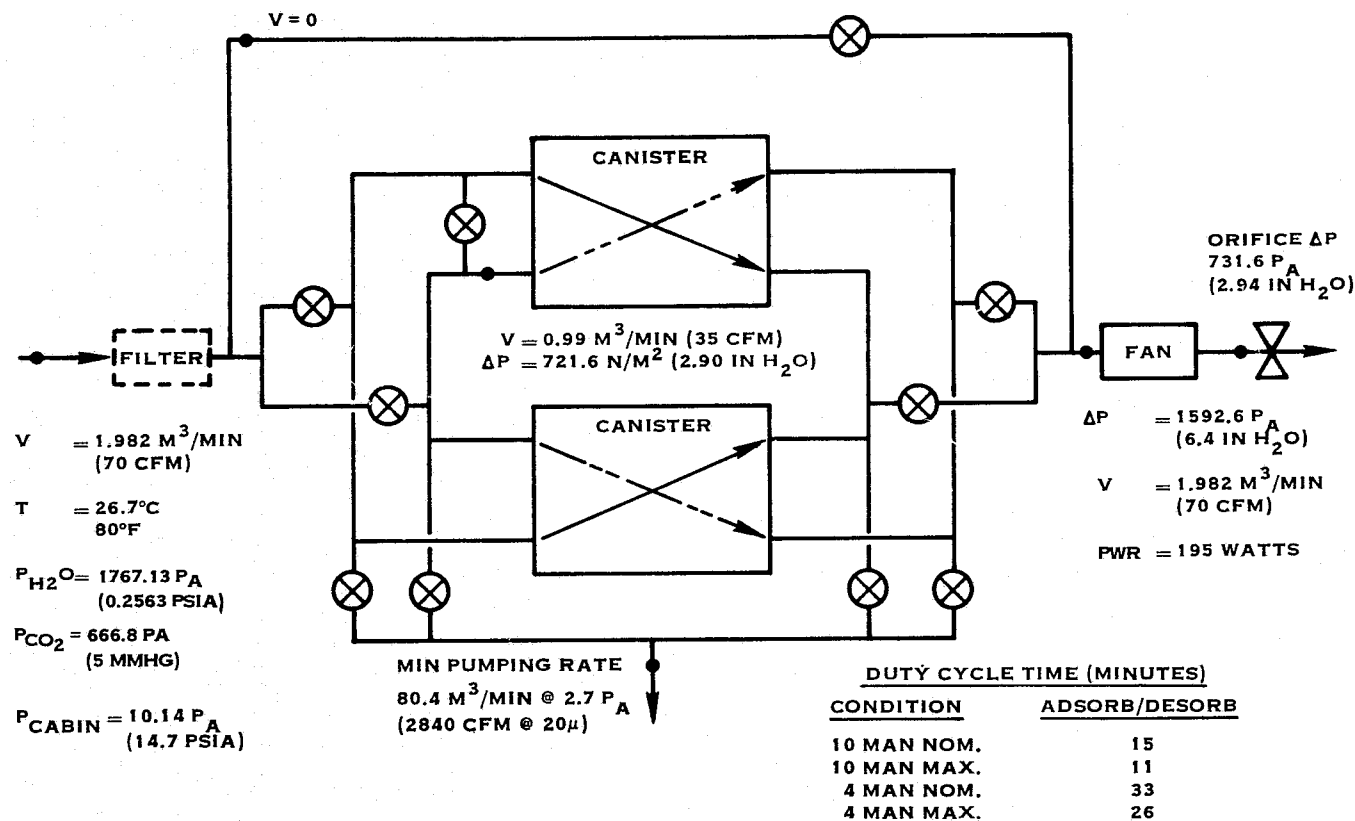 V = 0
CANISTER
ORIFICE ΔP
731.6 PA
(2.94 IN H2O)
FILTER
V = 0.99 M3/MIN (35 CFM)
ΔP = 721.6 N/M2 (2.90 IN H2O)
FAN
CANISTER
V = 1.982 M3/MIN
(70 CFM)
T = 26.7°C
80°F
PH2O = 1767.13 PA
(0.2563 PSIA)
PCO2 = 666.8 PA
(5 MMHG)
PCABIN = 10.14 PA
(14.7 PSIA)
ΔP = 1592.6 PA
(6.4 IN H2O)
V = 1.982 M3/MIN
(70 CFM)
PWR = 195 WATTS
MIN PUMPING RATE
80.4 M3/MIN @ 2.7 PA
(2840 CFM @ 20μ)
DUTY CYCLE TIME (MINUTES)
CONDITION ADSORB/DESORB
10 MAN NOM. 15
10 MAN MAX. 11
4 MAN NOM. 33
4 MAN MAX. 26